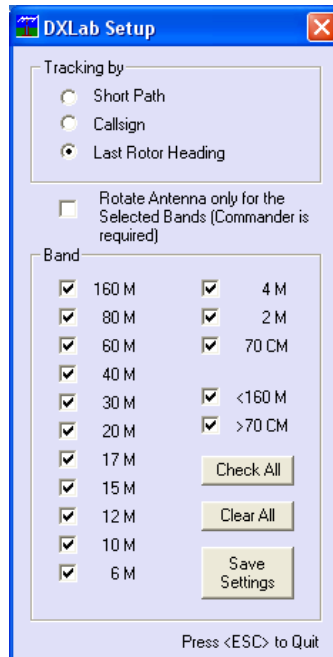 DXLab Setup
Tracking by
Short Path
Callsign
Last Rotor Heading
Rotate Antenna only for the
Selected Bands (Commander is
required)
Band
160 M
80 M
60 M
40 M
30 M
20 M
17 M
15 M
12 M
10 M
6 M
4 M
2 M
70 CM
<160 M
>70 CM
Check All
Clear All
Save
Settings
Press <ESC> to Quit